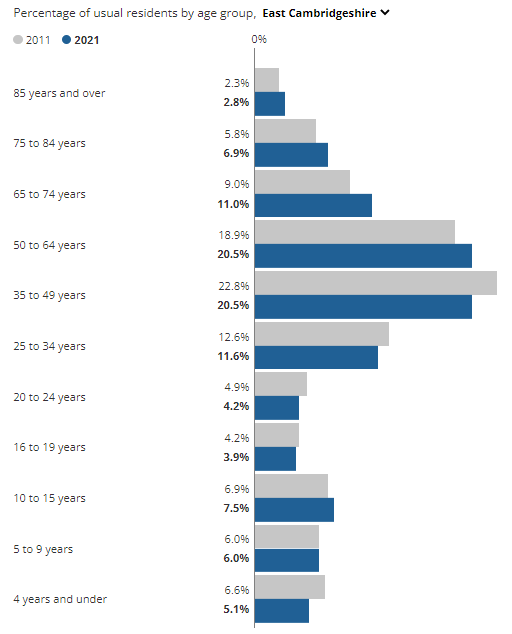 Percentage of usual residents by age group, East Cambridgeshire
2011 2021 0%
85 years and over 2.3% 2.8%
75 to 84 years 5.8% 6.9%
65 to 74 years 9.0% 11.0%
50 to 64 years 18.9% 20.5%
35 to 49 years 22.8% 20.5%
25 to 34 years 12.6% 11.6%
20 to 24 years 4.9% 4.2%
16 to 19 years 4.2% 3.9%
10 to 15 years 6.9% 7.5%
5 to 9 years 6.0% 6.0%
4 years and under 6.6% 5.1%